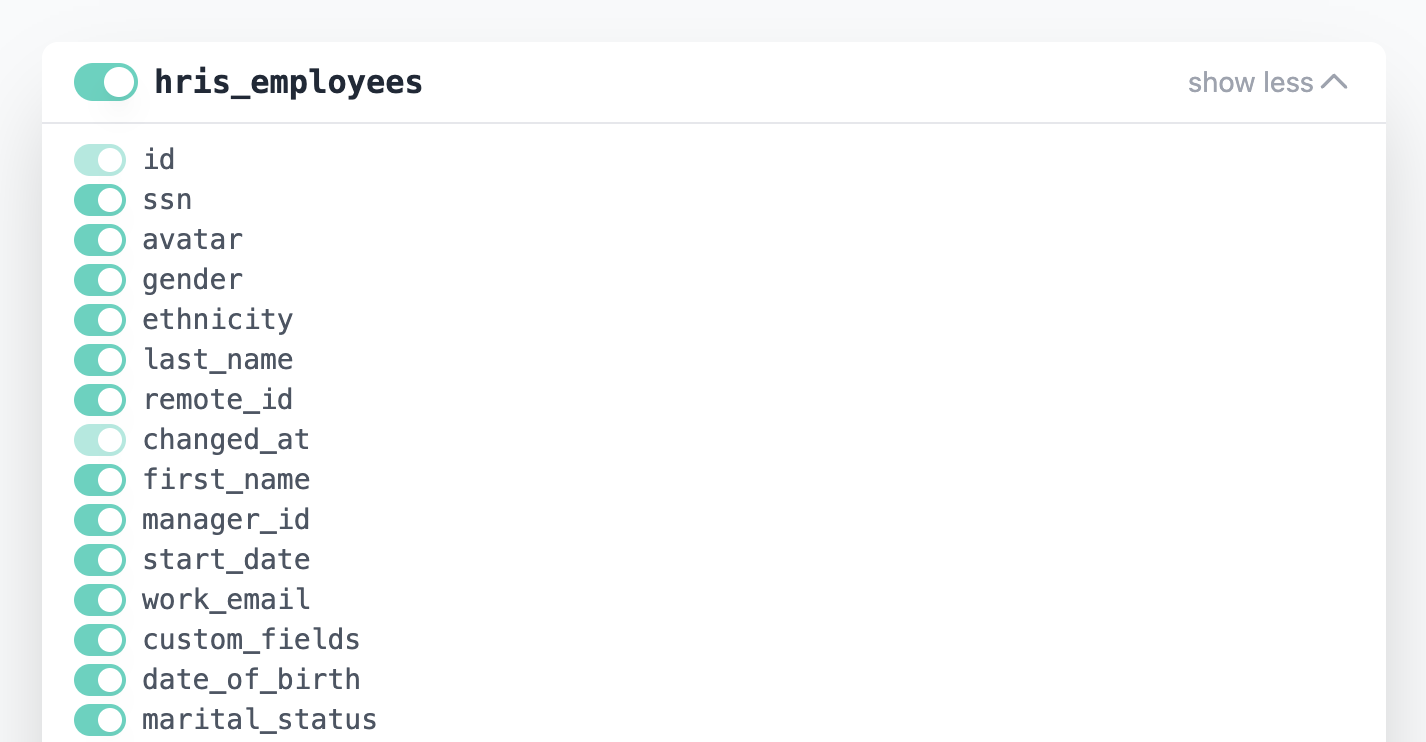 hris_employees show less
id
ssn
avatar
gender
ethnicity
last_name
remote_id
changed_at
first_name
manager_id
start_date
work_email
custom_fields
date_of_birth
marital_status